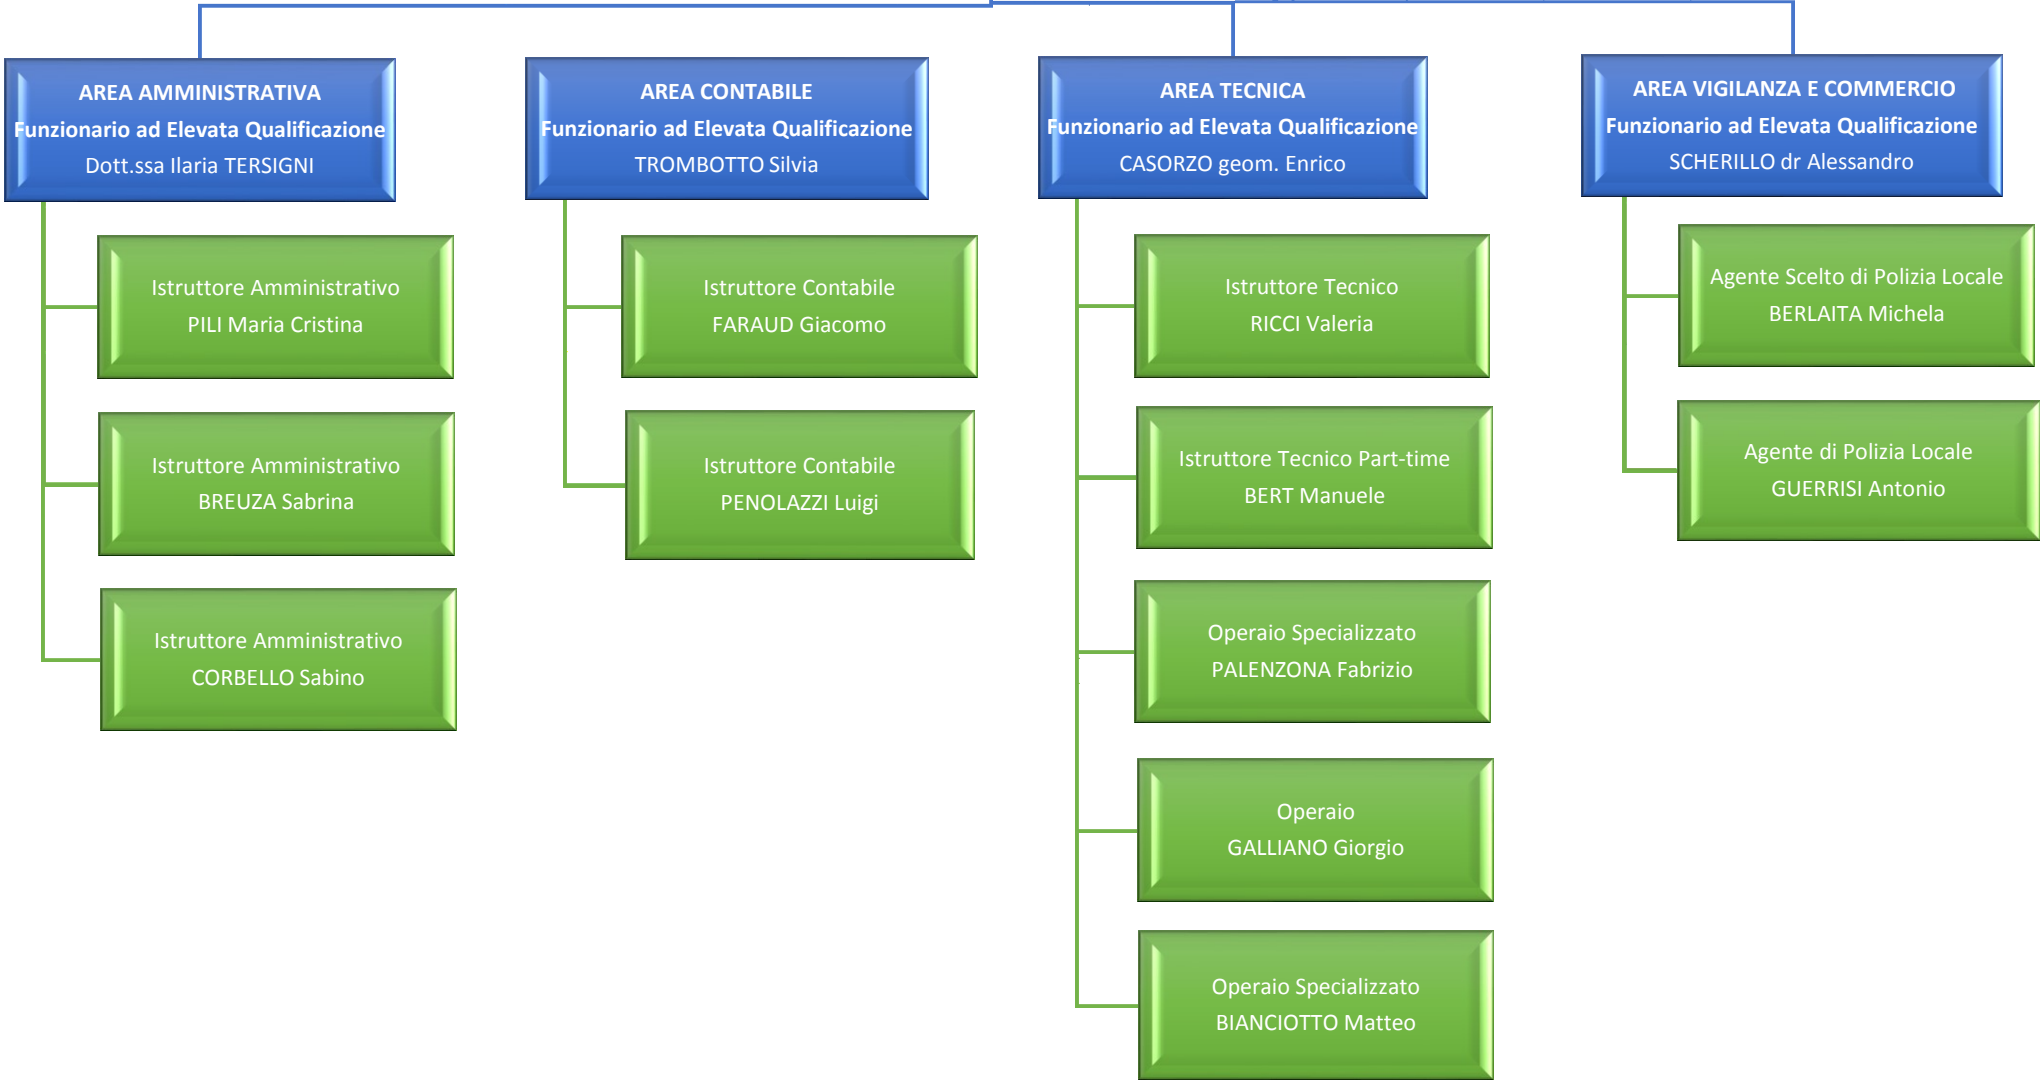 AREA AMMINISTRATIVA
Funzionario ad Elevata Qualificazione
Dott.ssa Ilaria TERSIGNI
Istruttore Amministrativo
PILI Maria Cristina
Istruttore Amministrativo
BREUZA Sabrina
Istruttore Amministrativo
CORBELLO Sabino
AREA CONTABILE
Funzionario ad Elevata Qualificazione
TROMBOTTO Silvia
Istruttore Contabile
FARAUD Giacomo
Istruttore Contabile
PENOLAZZI Luigi
AREA TECNICA
Funzionario ad Elevata Qualificazione
CASORZO geom. Enrico
Istruttore Tecnico
RICCI Valeria
Istruttore Tecnico Part-time
BERT Manuele
Operaio Specializzato
PALENZONA Fabrizio
Operaio
GALLIANO Giorgio
Operaio Specializzato
BIANCIOTTO Matteo
AREA VIGILANZA E COMMERCIO
Funzionario ad Elevata Qualificazione
SCHERILLO dr Alessandro
Agente Scelto di Polizia Locale
BERLAITA Michela
Agente di Polizia Locale
GUERRISI Antonio